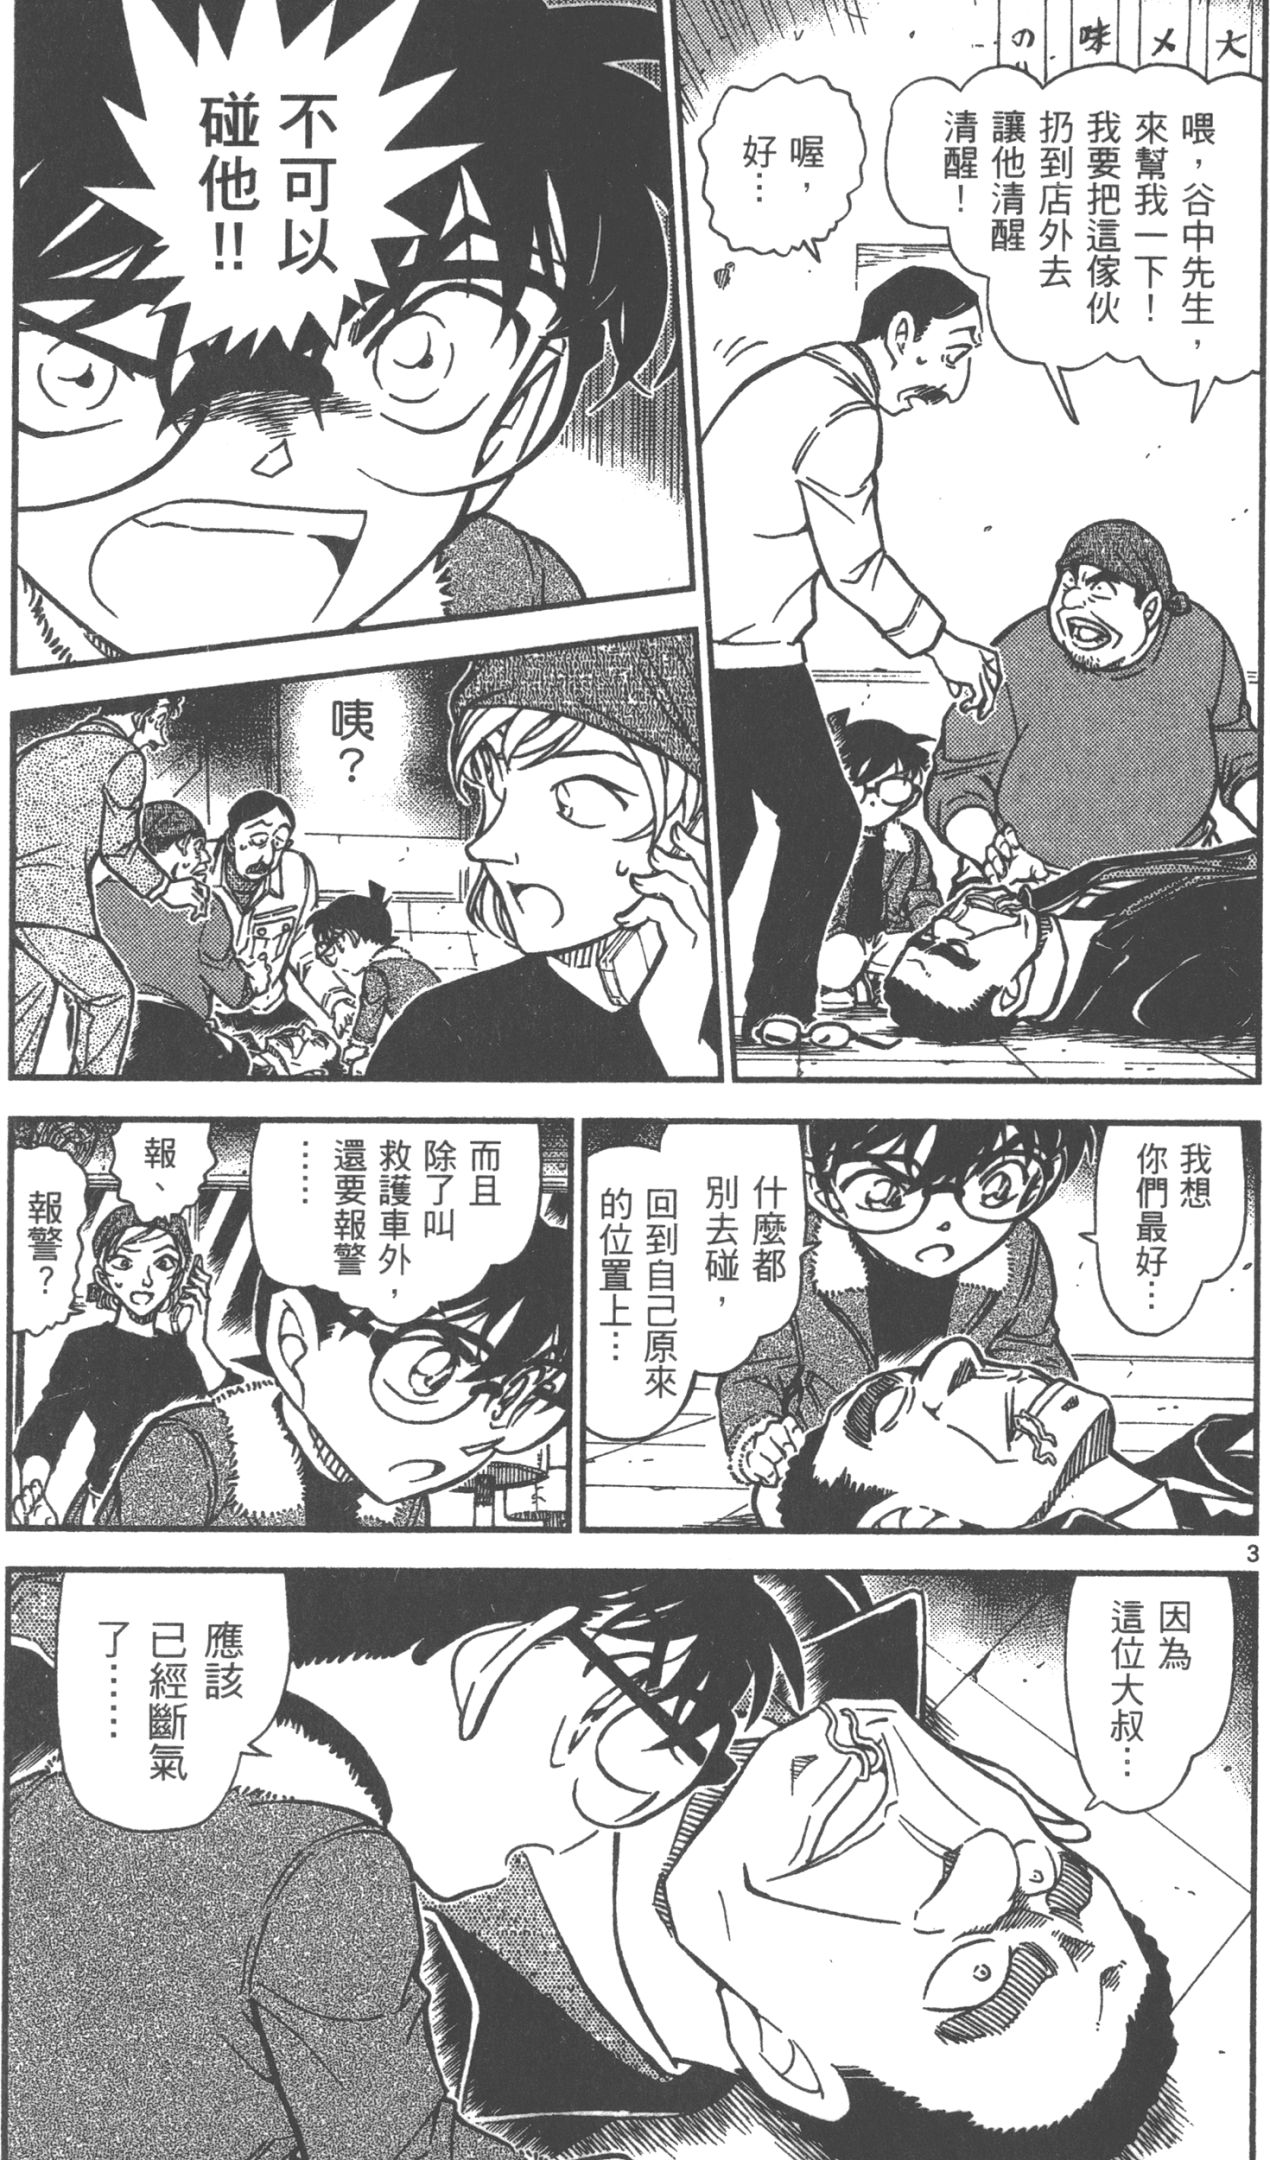 大
メ
味
の
喂，谷中先生，
來幫我一下！
我要把這傢伙
扔到店外去
讓他清醒
清醒！
喔，
好…
不可以
碰他!!
咦？
我想
你們最好…
什麼都
別去碰，
回到自己原來
的位置上…
而且
除了叫
救護車外，
還要報警
……
報、
報警？
3
因為
這位大叔…
應該
已經斷氣
了……